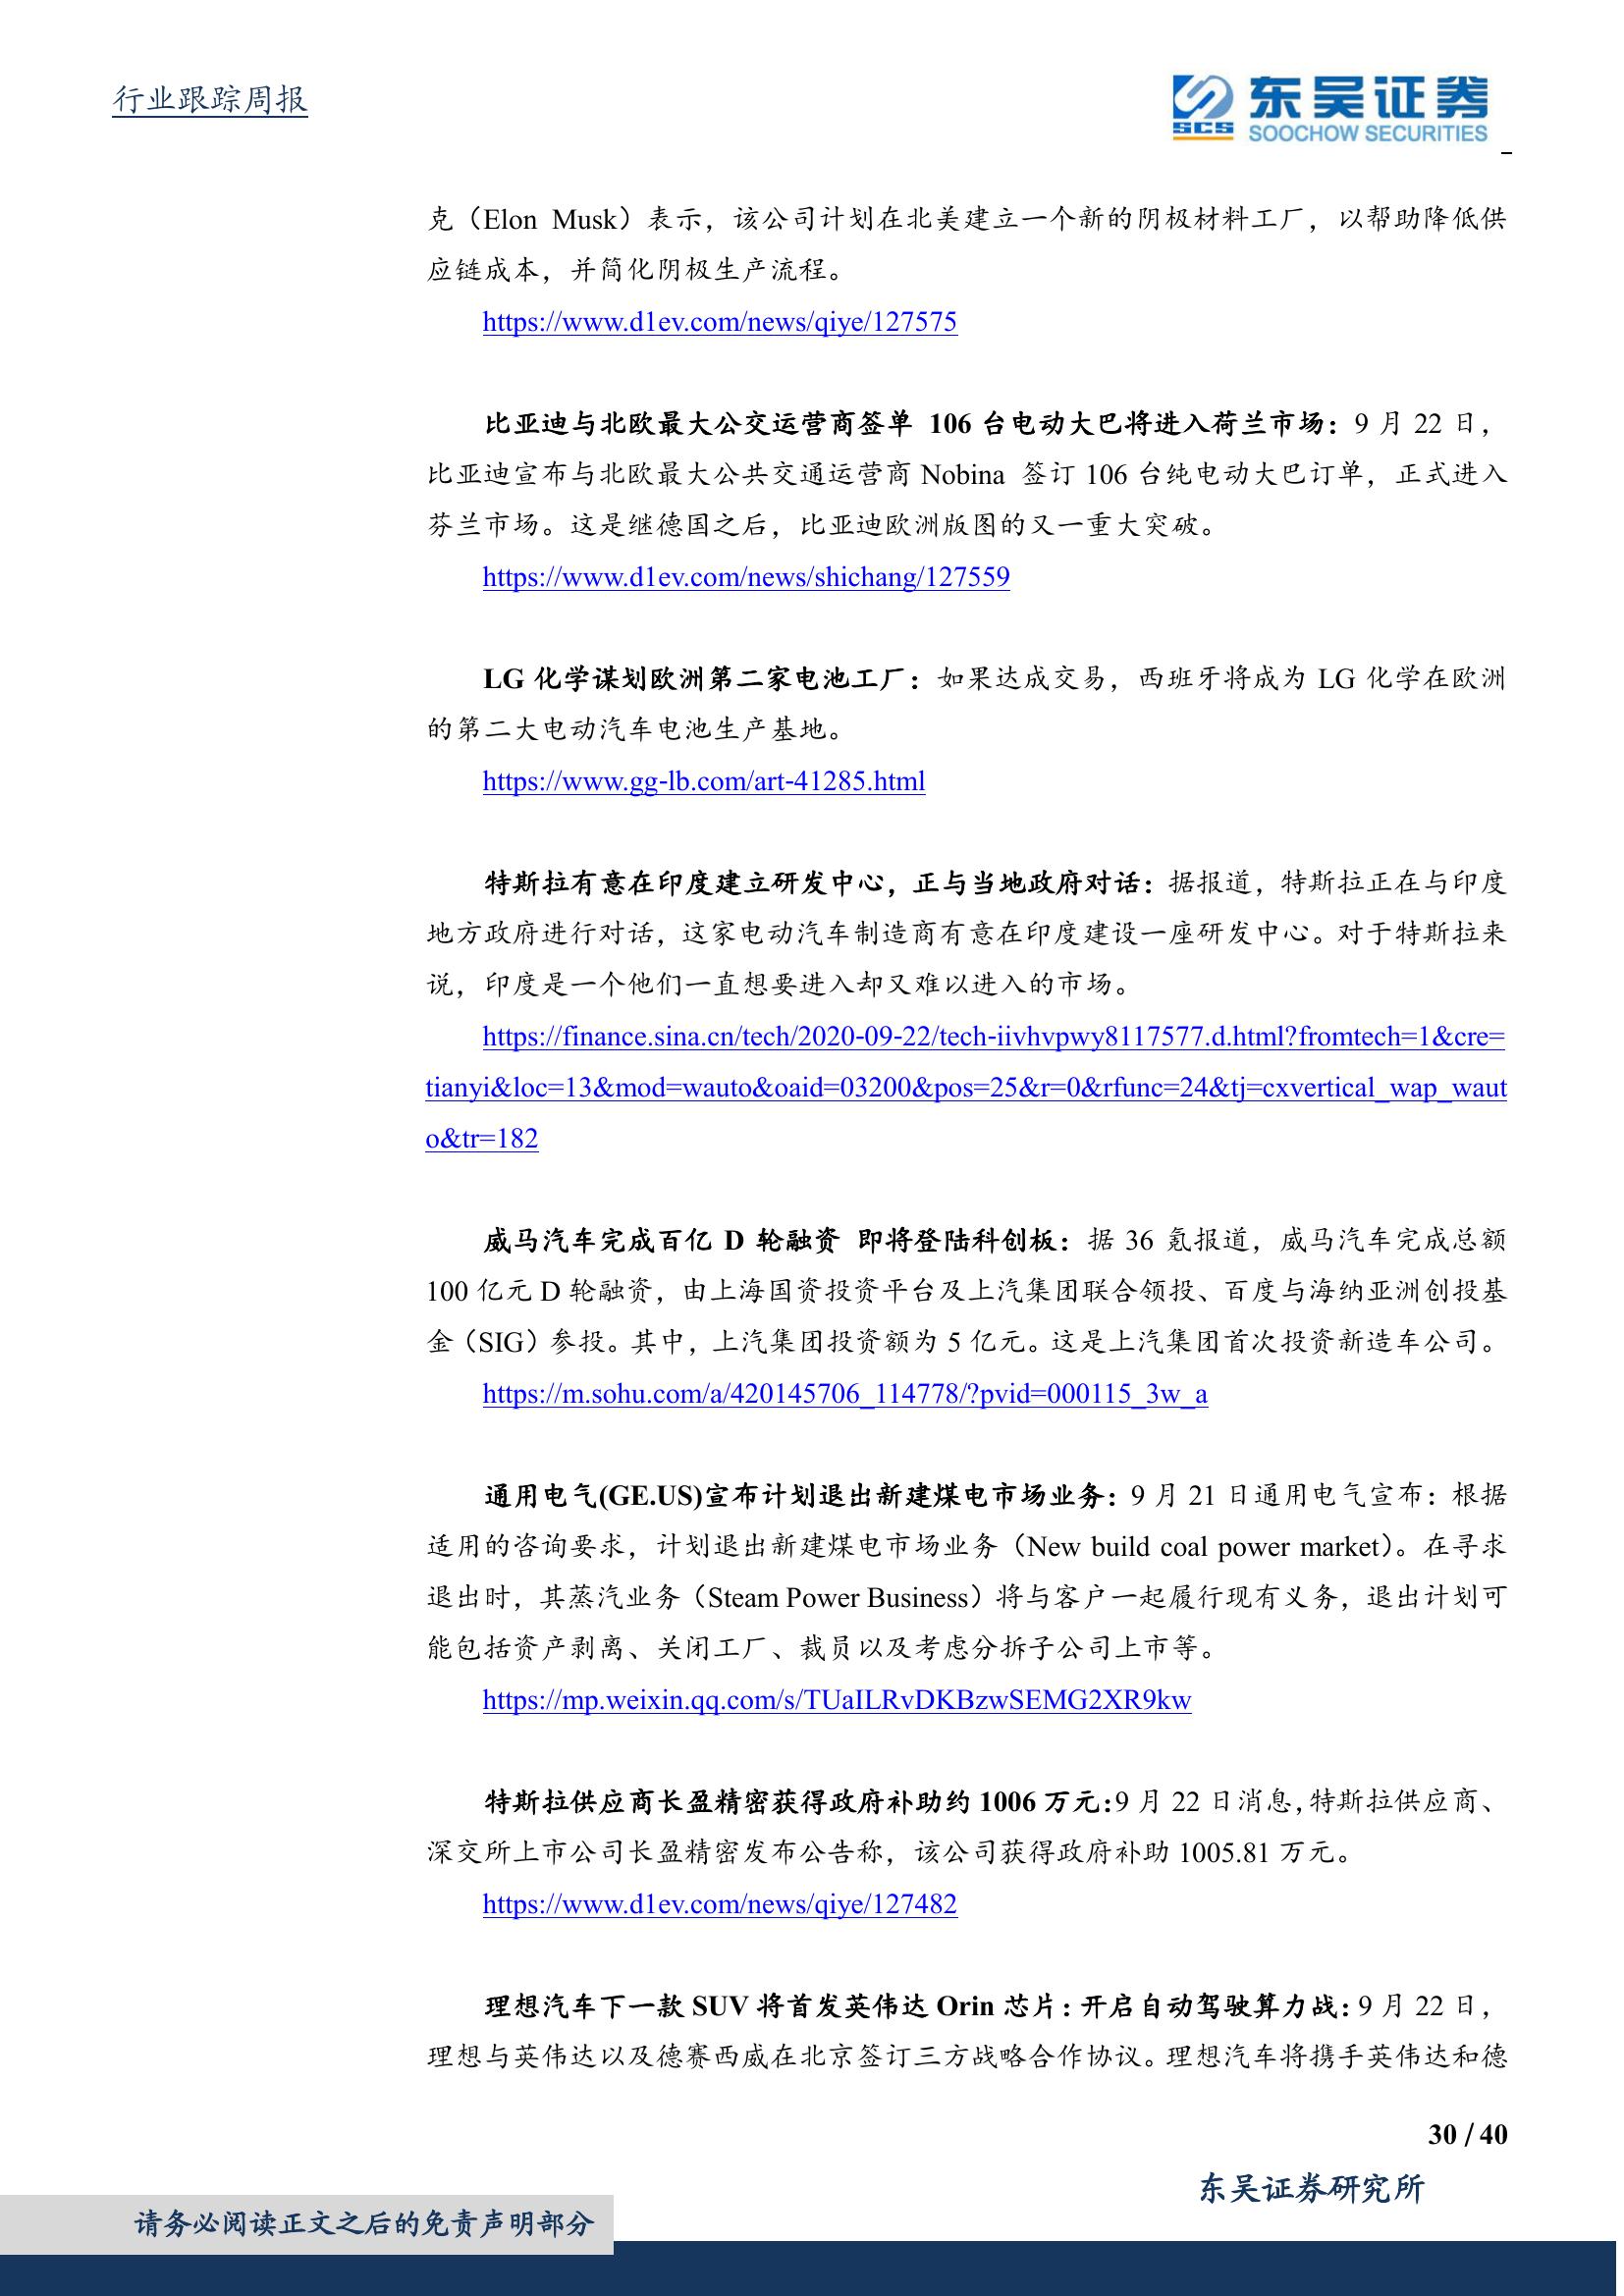 行业跟踪周报
SCS 东吴证券
SOOCHOW SECURITIES
克（Elon Musk）表示，该公司计划在北美建立一个新的阴极材料工厂，以帮助降低供
应链成本，并简化阴极生产流程。
https://www.d1ev.com/news/qiye/127575
比亚迪与北欧最大公交运营商签单 106 台电动大巴将进入荷兰市场：9 月 22 日，
比亚迪宣布与北欧最大公共交通运营商 Nobina 签订 106 台纯电动大巴订单，正式进入
芬兰市场。这是继德国之后，比亚迪欧洲版图的又一重大突破。
https://www.d1ev.com/news/shichang/127559
LG 化学谋划欧洲第二家电池工厂：如果达成交易，西班牙将成为 LG 化学在欧洲
的第二大电动汽车电池生产基地。
https://www.gg-lb.com/art-41285.html
特斯拉有意在印度建立研发中心，正与当地政府对话：据报道，特斯拉正在与印度
地方政府进行对话，这家电动汽车制造商有意在印度建设一座研发中心。对于特斯拉来
说，印度是一个他们一直想要进入却又难以进入的市场。
https://finance.sina.cn/tech/2020-09-22/tech-iivhvpwy8117577.d.html?fromtech=1&cre=
tianyi&loc=13&mod=wauto&oaid=03200&pos=25&r=0&rfunc=24&tj=cxvertical_wap_waut
o&tr=182
威马汽车完成百亿 D 轮融资 即将登陆科创板：据 36 氪报道，威马汽车完成总额
100 亿元 D 轮融资，由上海国资投资平台及上汽集团联合领投、百度与海纳亚洲创投基
金（SIG）参投。其中，上汽集团投资额为 5 亿元。这是上汽集团首次投资新造车公司。
https://m.sohu.com/a/420145706_114778/?pvid=000115_3w_a
通用电气(GE.US)宣布计划退出新建煤电市场业务：9 月 21 日通用电气宣布：根据
适用的咨询要求，计划退出新建煤电市场业务（New build coal power market）。在寻求
退出时，其蒸汽业务（Steam Power Business）将与客户一起履行现有义务，退出计划可
能包括资产剥离、关闭工厂、裁员以及考虑分拆子公司上市等。
https://mp.weixin.qq.com/s/TUaILRvDKBzwSEMG2XR9kw
特斯拉供应商长盈精密获得政府补助约 1006 万元：9 月 22 日消息，特斯拉供应商、
深交所上市公司长盈精密发布公告称，该公司获得政府补助 1005.81 万元。
https://www.d1ev.com/news/qiye/127482
理想汽车下一款 SUV 将首发英伟达 Orin 芯片：开启自动驾驶算力战：9 月 22 日，
理想与英伟达以及德赛西威在北京签订三方战略合作协议。理想汽车将携手英伟达和德
30 / 40
东吴证券研究所
请务必阅读正文之后的免责声明部分